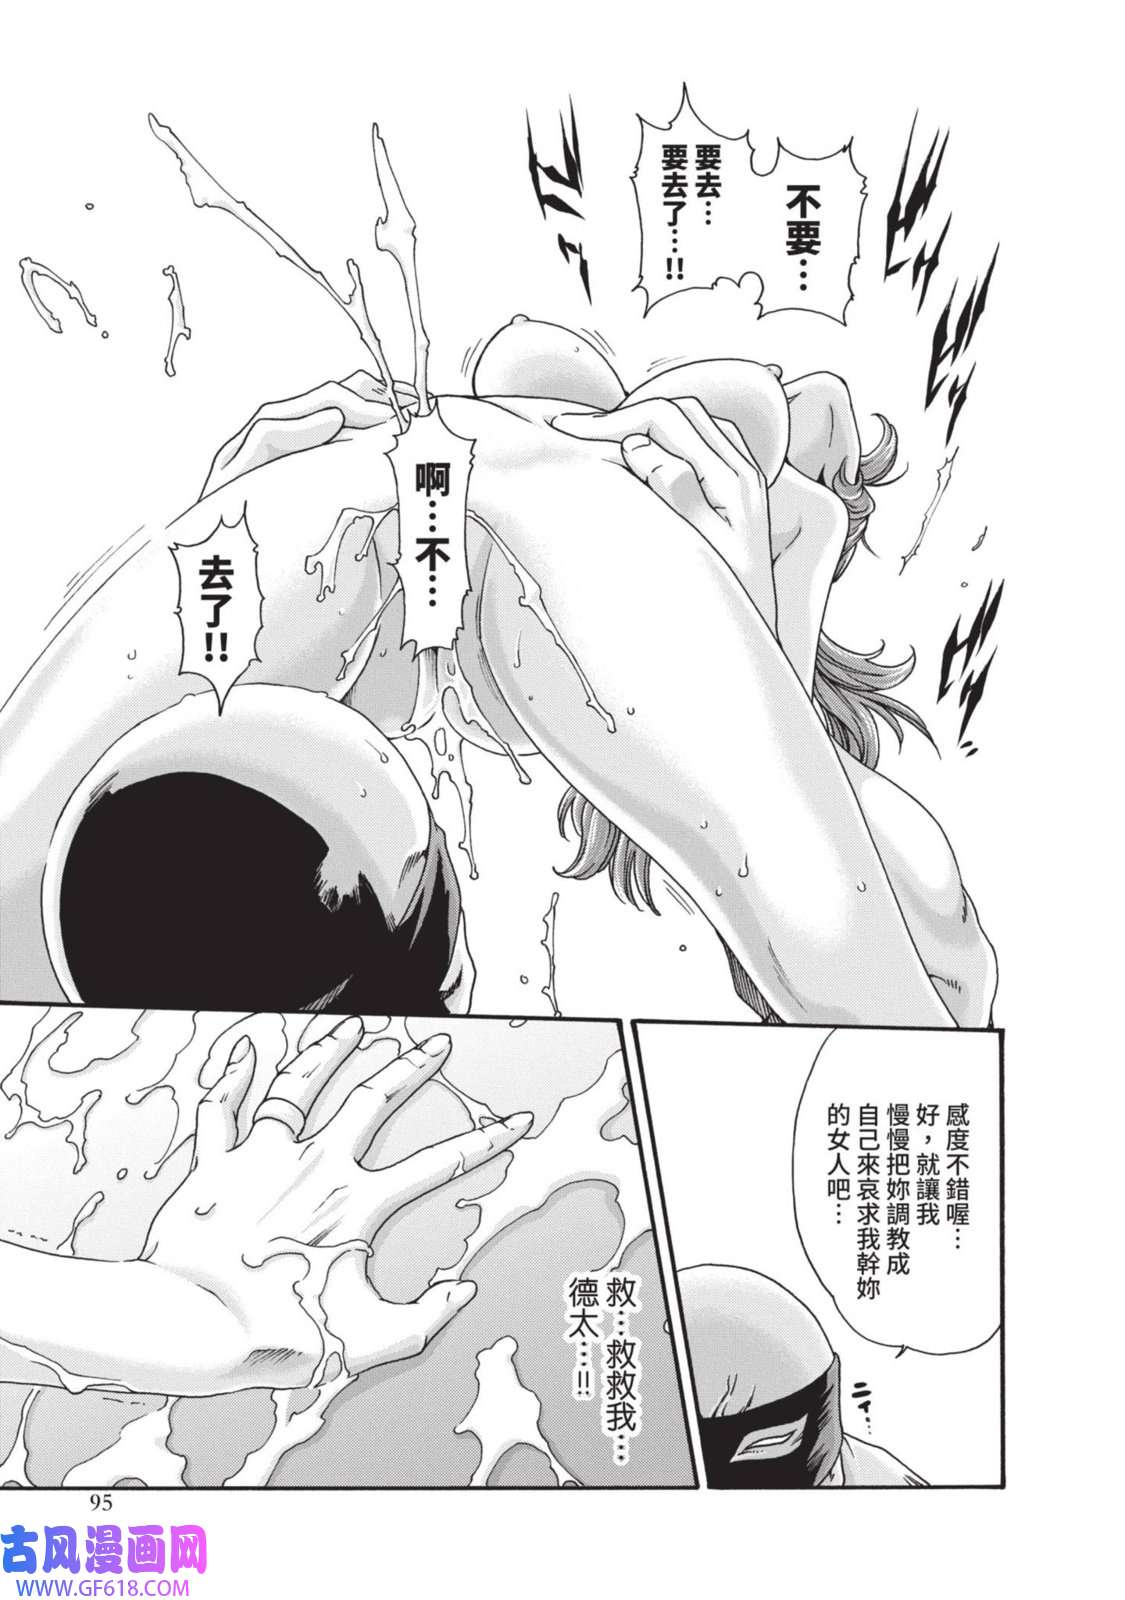 不要…
要去…
要去了…!!
啊…不…
去了!!
感度不錯喔…
好，就讓我
慢慢把妳調教成
自己來哀求我幹妳
的女人吧…
ニィ…
救…救救我…
德太…!!
95
古风漫画网
WWW.GF618.COM